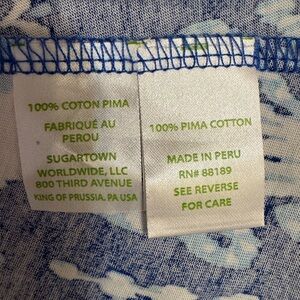 100% COTON PIMA
FABRIQUÉ AU
PEROU
SUGARTOWN
WORLDWIDE, LLC
800 THIRD AVENUE
KING OF PRUSSIA, PA USA
100% PIMA COTTON
MADE IN PERU
RN# 88189
SEE REVERSE
FOR CARE